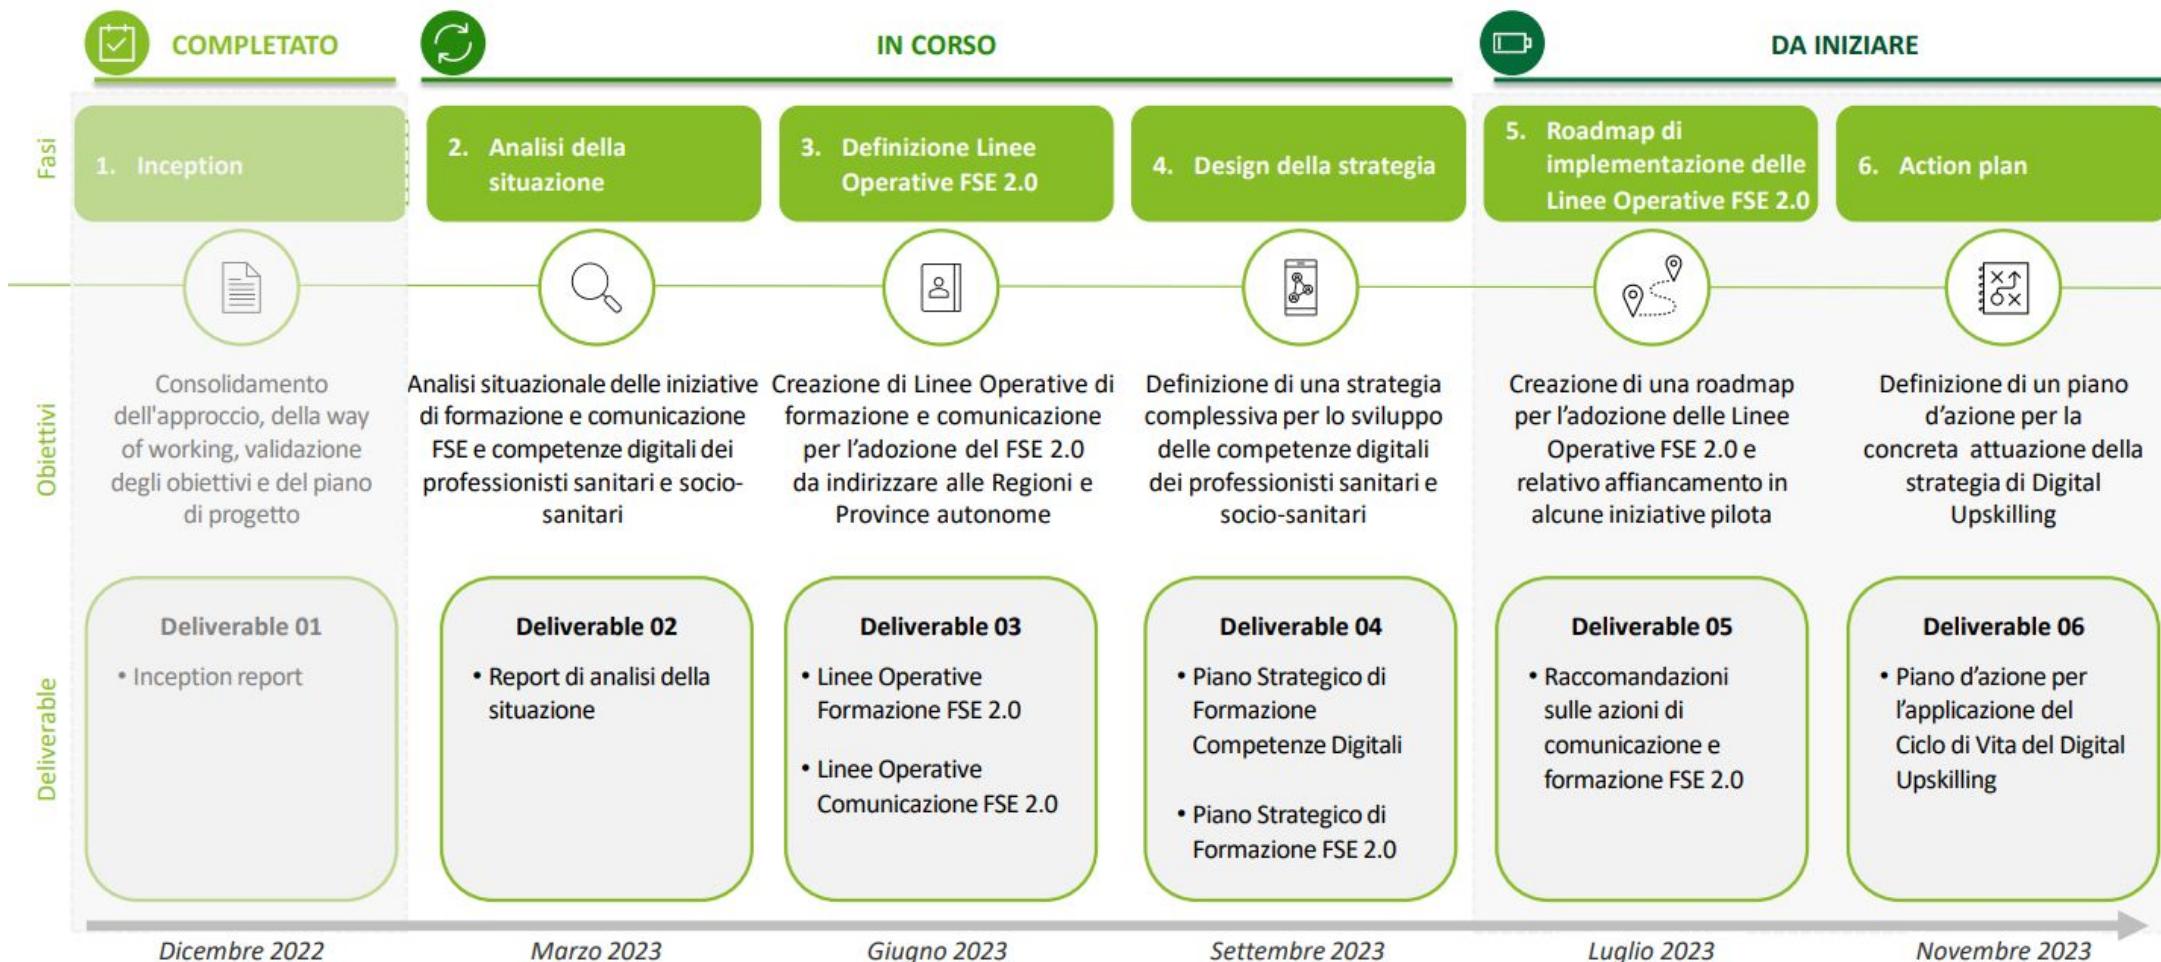 COMPLETATO
IN CORSO
DA INIZIARE
Fasi
1. Inception
2. Analisi della
situazione
3. Definizione Linee
Operative FSE 2.0
4. Design della strategia
5. Roadmap di
implementazione delle
Linee Operative FSE 2.0
6. Action plan
Obiettivi
Consolidamento
dell'approccio, della way
of working, validazione
degli obiettivi e del piano
di progetto
Analisi situazionale delle iniziative
di formazione e comunicazione
FSE e competenze digitali dei
professionisti sanitari e socio-
sanitari
Creazione di Linee Operative di
formazione e comunicazione
per l’adozione del FSE 2.0
da indirizzare alle Regioni e
Province autonome
Definizione di una strategia
complessiva per lo sviluppo
delle competenze digitali
dei professionisti sanitari e
socio-sanitari
Creazione di una roadmap
per l’adozione delle Linee
Operative FSE 2.0 e
relativo affiancamento in
alcune iniziative pilota
Definizione di un piano
d’azione per la
concreta attuazione della
strategia di Digital
Upskilling
Deliverable
Deliverable 01
• Inception report
Deliverable 02
• Report di analisi della
situazione
Deliverable 03
• Linee Operative
Formazione FSE 2.0
• Linee Operative
Comunicazione FSE 2.0
Deliverable 04
• Piano Strategico di
Formazione
Competenze Digitali
• Piano Strategico di
Formazione FSE 2.0
Deliverable 05
• Raccomandazioni
sulle azioni di
comunicazione e
formazione FSE 2.0
Deliverable 06
• Piano d’azione per
l’applicazione del
Ciclo di Vita del Digital
Upskilling
Dicembre 2022
Marzo 2023
Giugno 2023
Settembre 2023
Luglio 2023
Novembre 2023